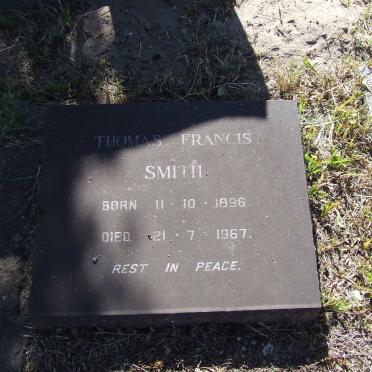 THOMAS FRANCIS
SMITH
BORN 11 · 10 · 1896
DIED 21 · 7 · 1967.
REST IN PEACE.